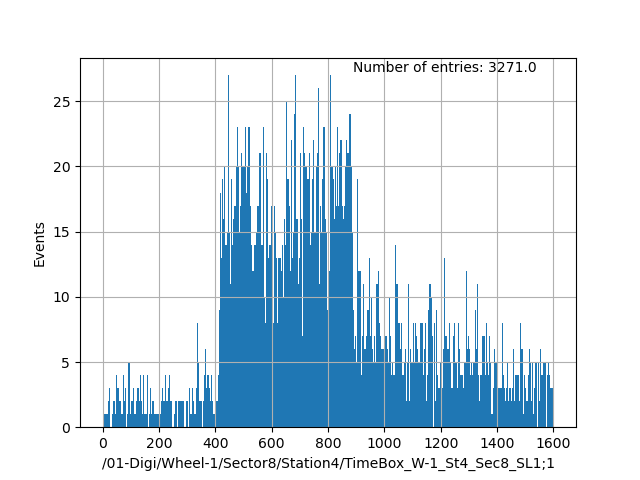 Number of entries: 3271.0
25
20
15
10
5
0
Events
0 200 400 600 800 1000 1200 1400 1600
/01-Digi/Wheel-1/Sector8/Station4/TimeBox_W-1_St4_Sec8_SL1;1